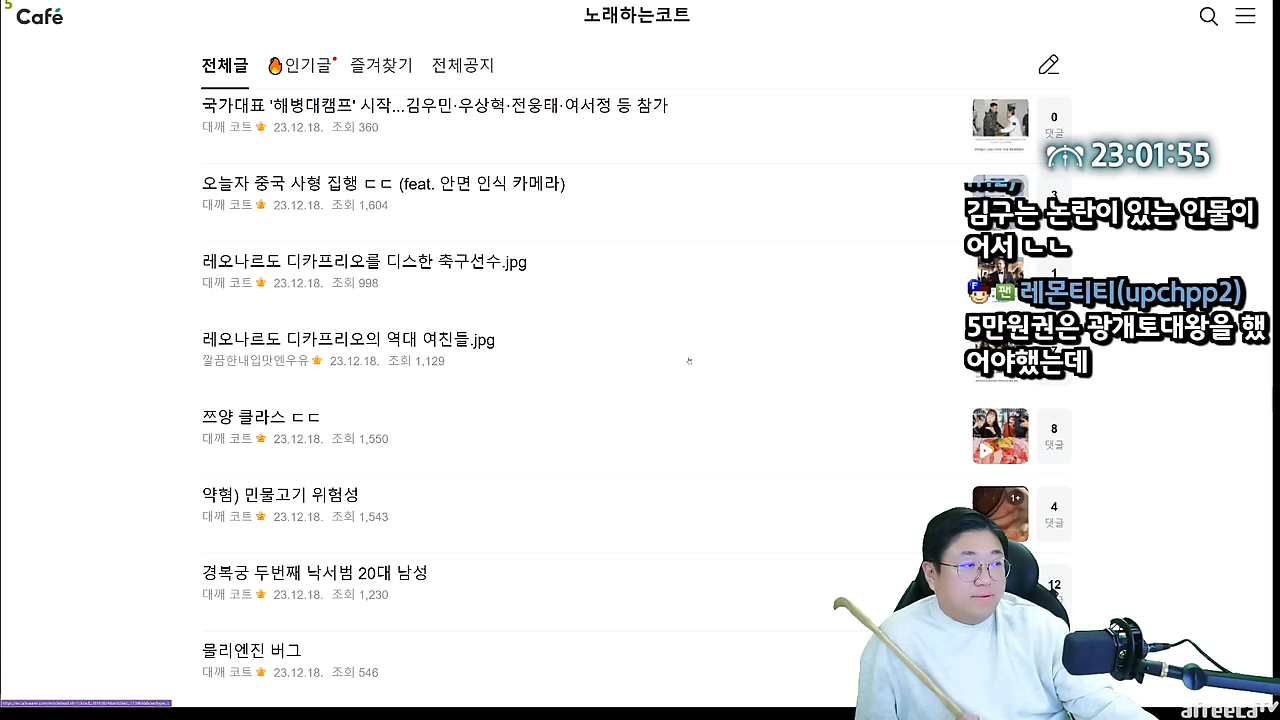 5
Café
노래하는코트
전체글
🔥인기글
즐겨찾기
전체공지
국가대표 '해병대캠프' 시작...김우민·우상혁·전웅태·여서정 등 참가
대깨 코트 23.12.18. 조회 360
0
댓글
23:01:55
오늘자 중국 사형 집행 ㄷㄷ (feat. 안면 인식 카메라)
대깨 코트 23.12.18. 조회 1,604
3
김구는 논란이 있는 인물이
어서 ㄴㄴ
레오나르도 디카프리오를 디스한 축구선수.jpg
대깨 코트 23.12.18. 조회 998
1
F 팬 레몬티티(upchpp2)
5만원권은 광개토대왕을 했
어야했는데
레오나르도 디카프리오의 역대 여친들.jpg
깔끔한내입맛엔우유 23.12.18. 조회 1,129
쯔양 클라스 ㄷㄷ
대깨 코트 23.12.18. 조회 1,550
8
댓글
약혐) 민물고기 위험성
대깨 코트 23.12.18. 조회 1,543
1+
4
댓글
경복궁 두번째 낙서범 20대 남성
대깨 코트 23.12.18. 조회 1,230
12
물리엔진 버그
대깨 코트 23.12.18. 조회 546
afreecaTV